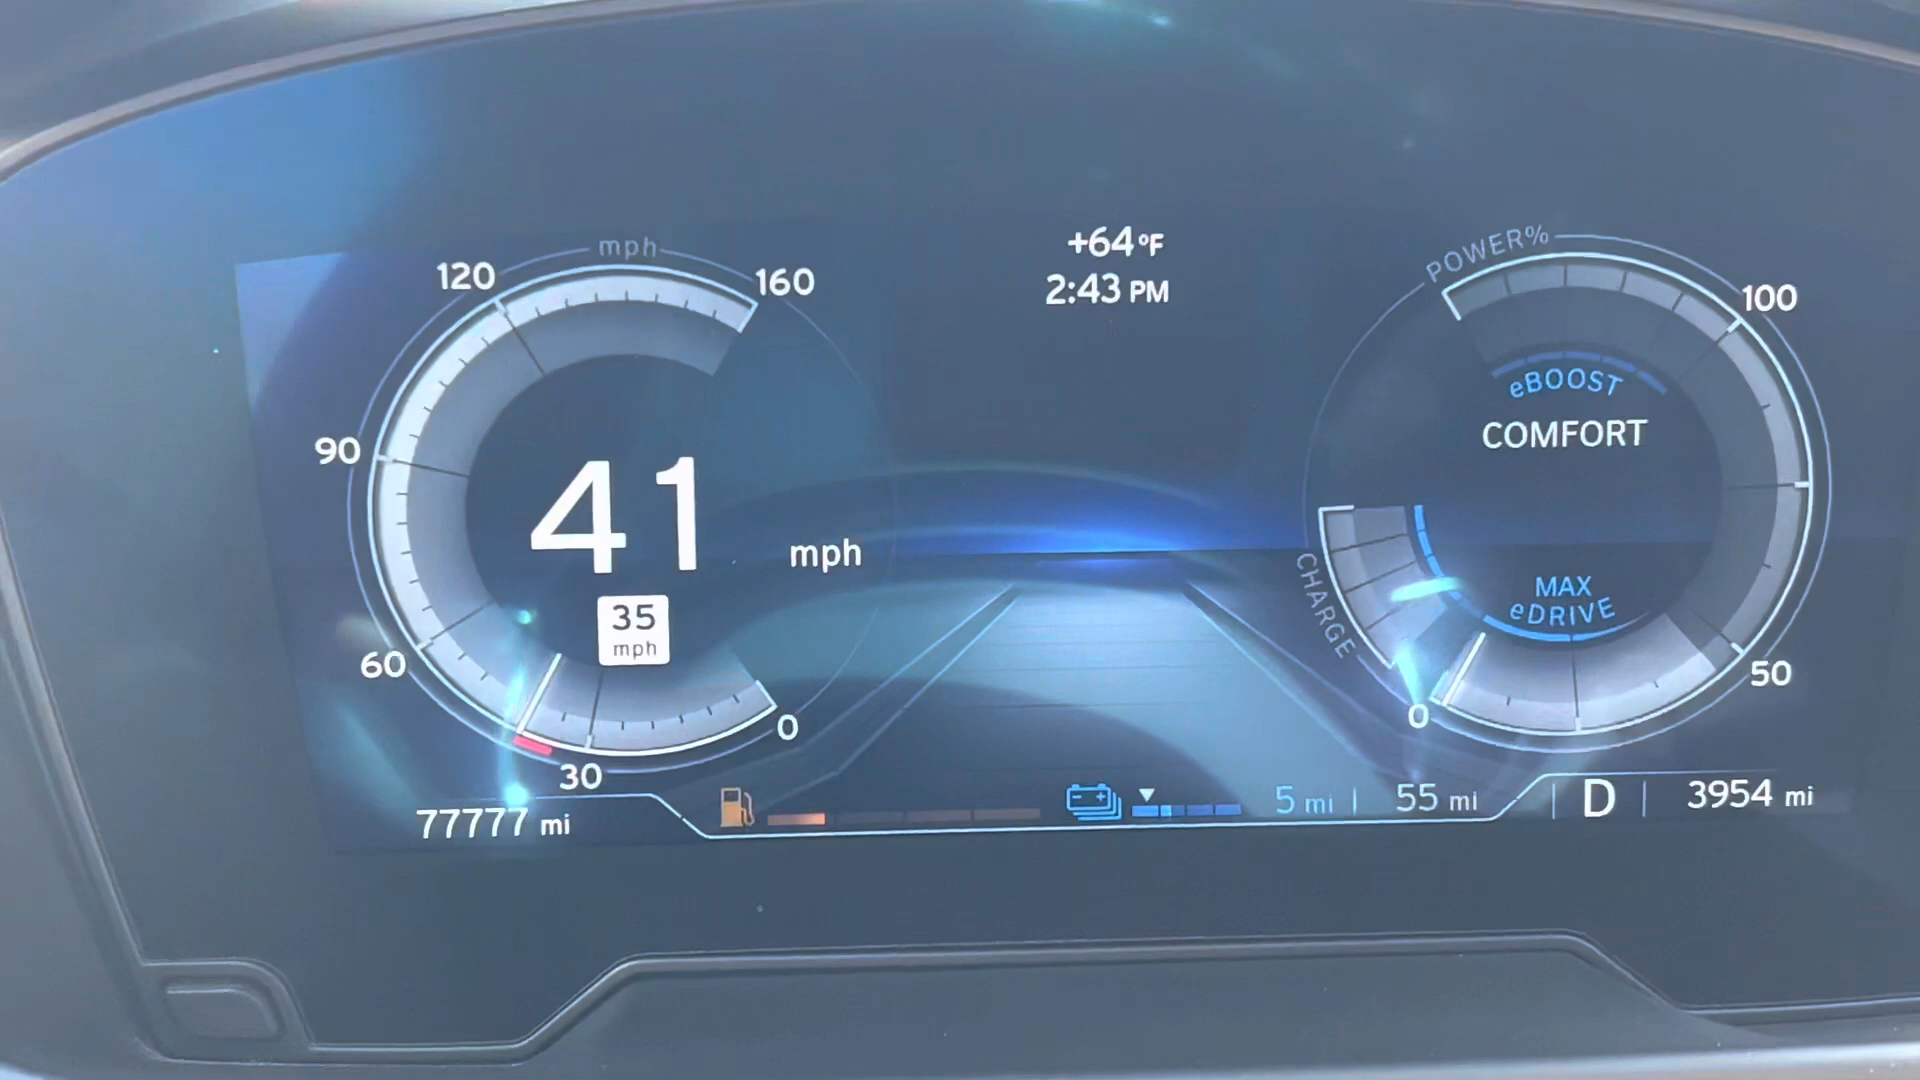 mph
120
160
90
60
30
0
41 mph
35
mph
+64°F
2:43 PM
POWER%
100
eBOOST
COMFORT
CHARGE
MAX
eDRIVE
50
0
77777 mi
5 mi | 55 mi
D
3954 mi